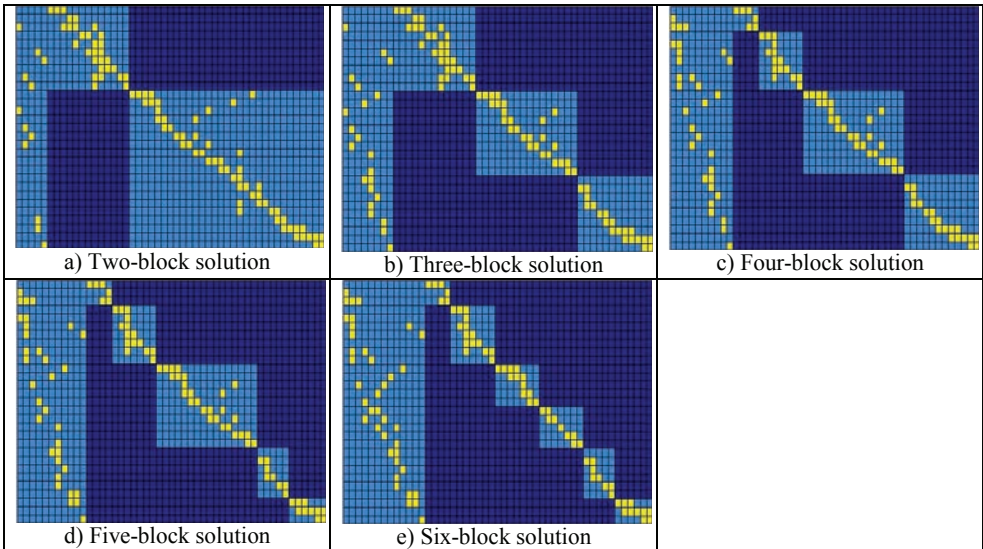 a) Two-block solution
b) Three-block solution
c) Four-block solution
d) Five-block solution
e) Six-block solution